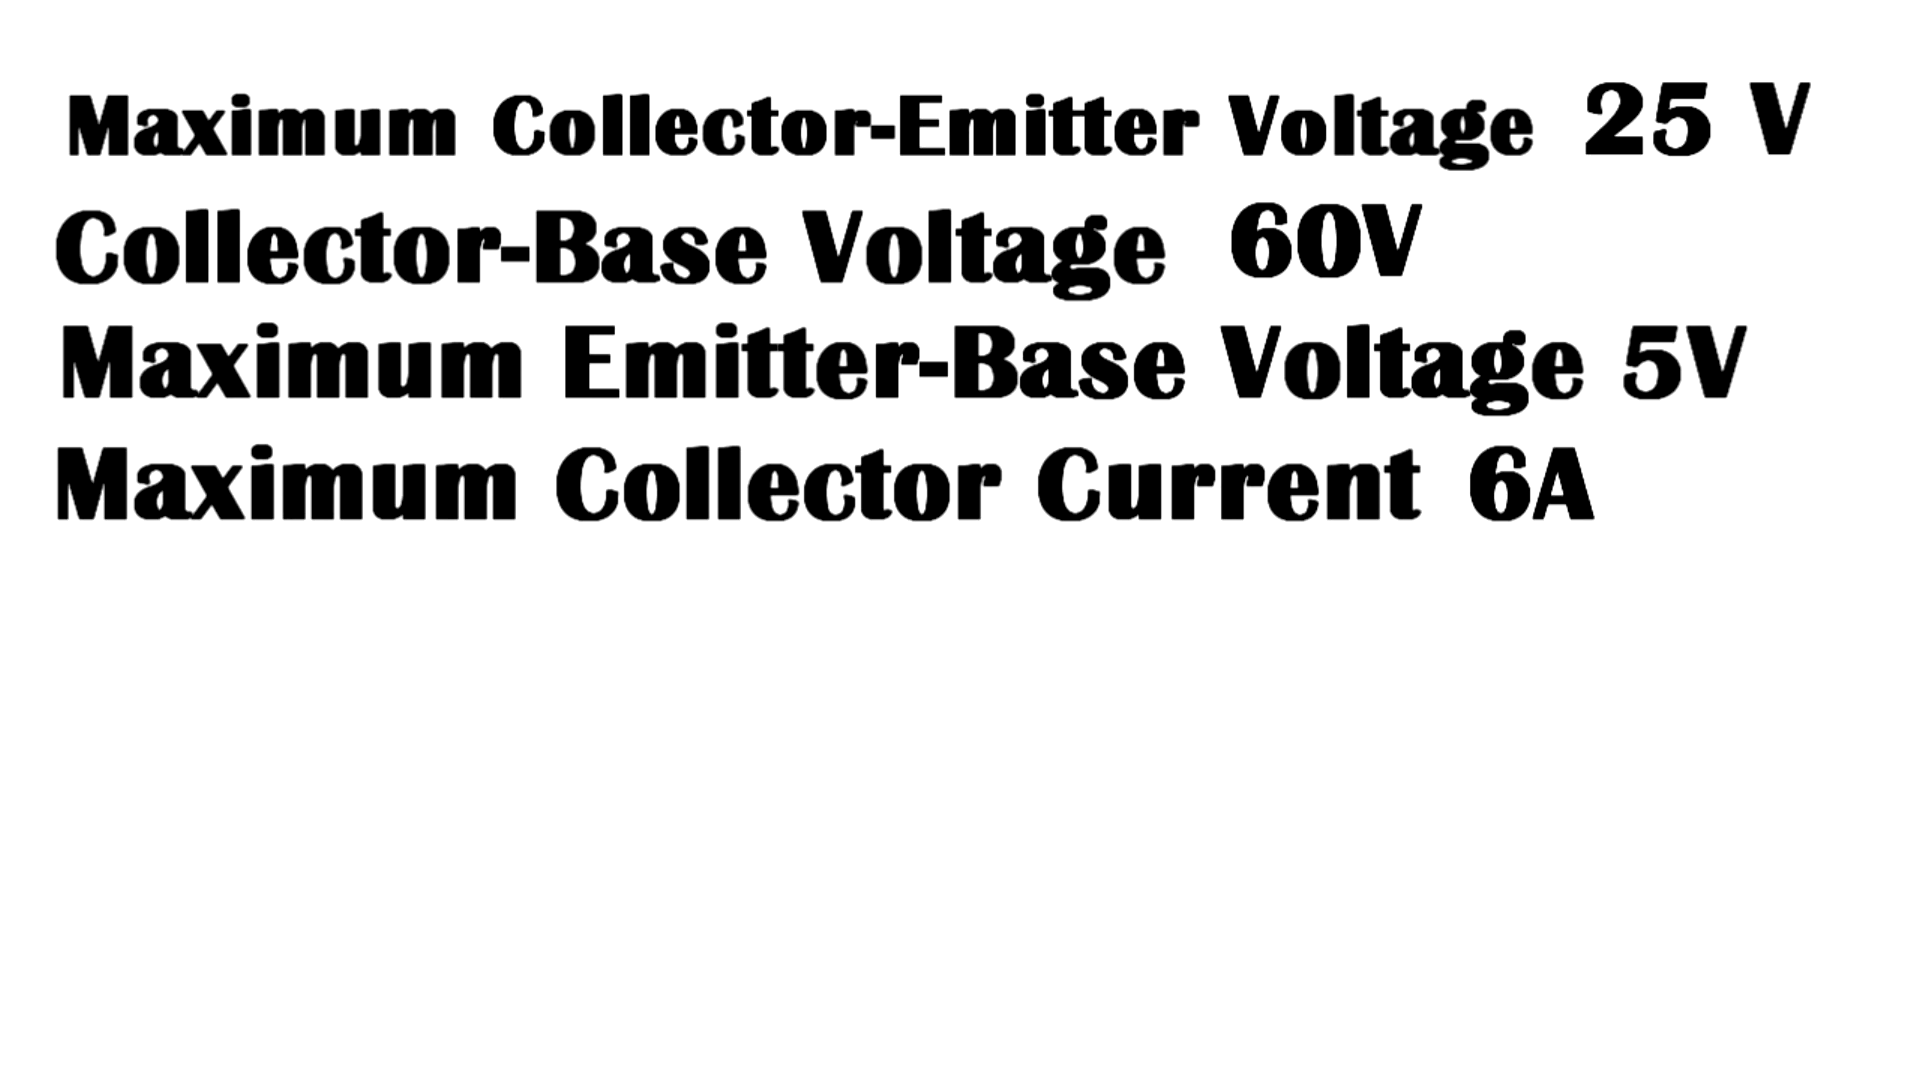 Maximum Collector-Emitter Voltage 25 V
Collector-Base Voltage 60V
Maximum Emitter-Base Voltage 5V
Maximum Collector Current 6A